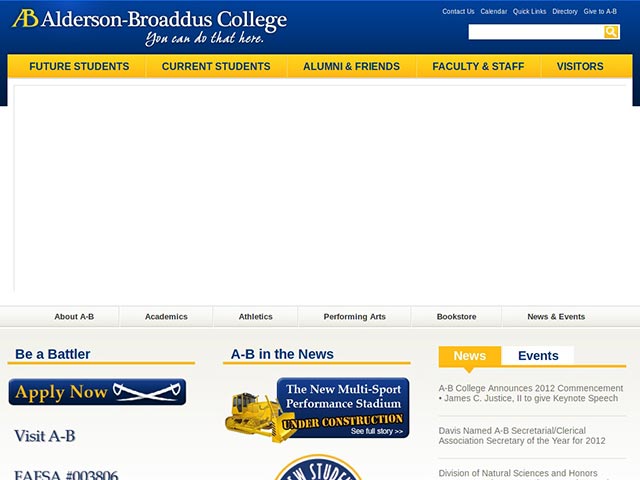 AB Alderson-Broaddus College
You can do that here.
Contact Us Calendar Quick Links Directory Give to A-B
FUTURE STUDENTS CURRENT STUDENTS ALUMNI & FRIENDS FACULTY & STAFF VISITORS
About A-B Academics Athletics Performing Arts Bookstore News & Events
Be a Battler
Apply Now
Visit A-B
FAFSA #003806
A-B in the News
The New Multi-Sport
Performance Stadium
UNDER CONSTRUCTION
See full story >>
NEW STUDENT
News Events
A-B College Announces 2012 Commencement
• James C. Justice, II to give Keynote Speech
Davis Named A-B Secretarial/Clerical
Association Secretary of the Year for 2012
Division of Natural Sciences and Honors